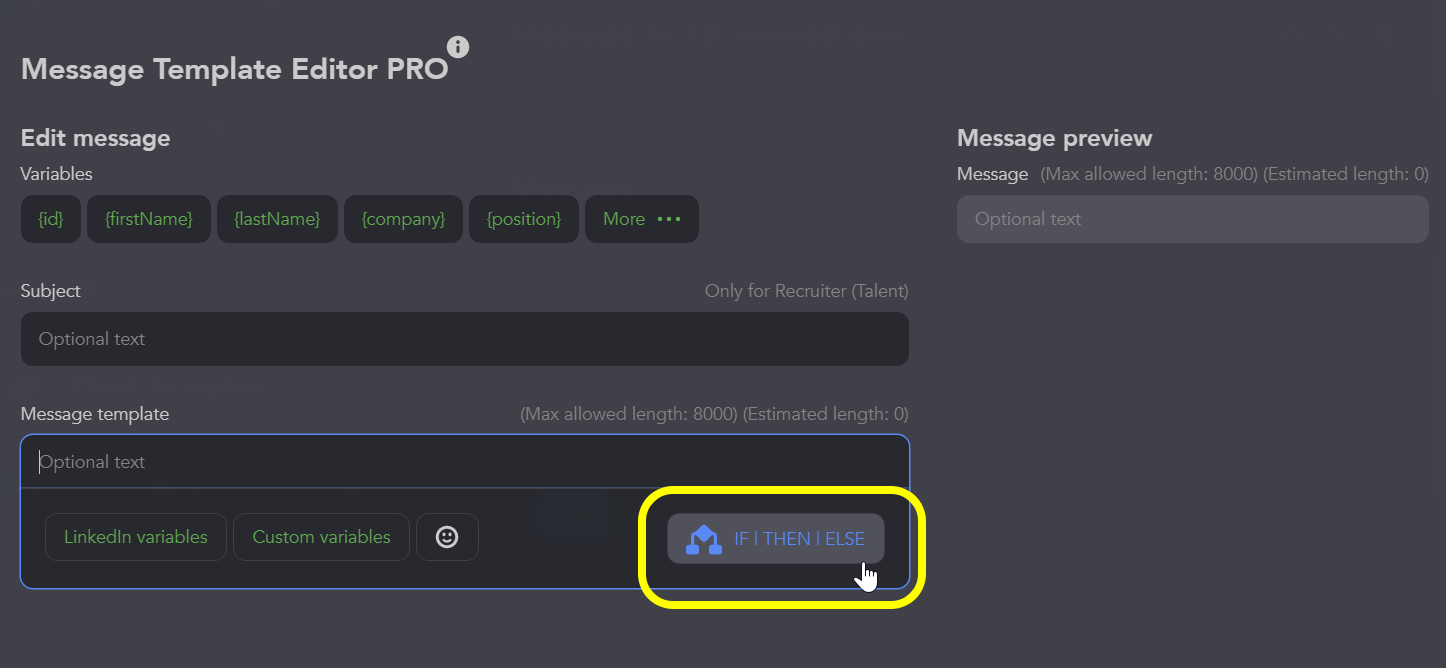 Message Template Editor PRO
Edit message
Variables
{id} {firstName} {lastName} {company} {position} More
Subject Only for Recruiter (Talent)
Optional text
Message template (Max allowed length: 8000) (Estimated length: 0)
Optional text
LinkedIn variables Custom variables IF | THEN | ELSE
Message preview
Message (Max allowed length: 8000) (Estimated length: 0)
Optional text